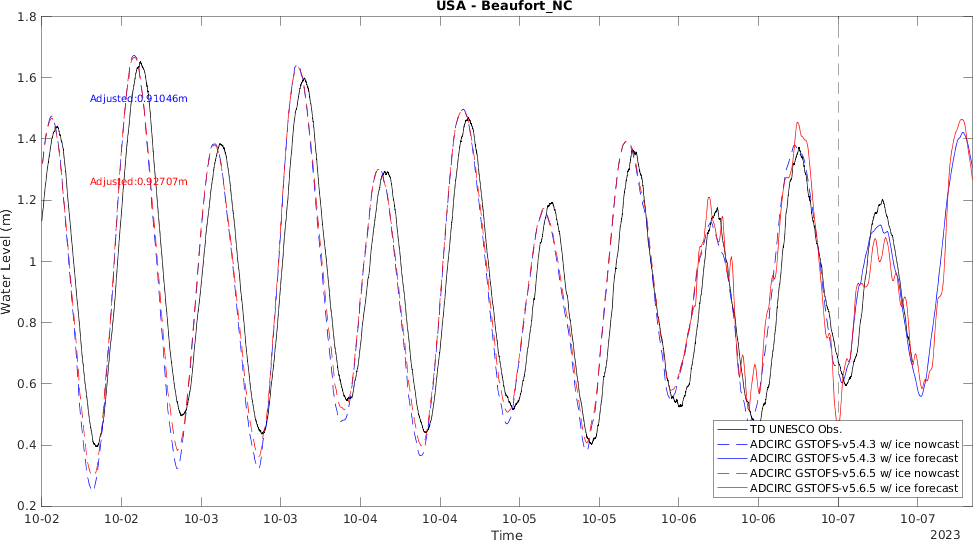 USA - Beaufort_NC
Water Level (m)
1.8
1.6
1.4
1.2
1
0.8
0.6
0.4
0.2
Adjusted:0.91046m
Adjusted:0.92707m
TD UNESCO Obs.
ADCIRC GSTOFS-v5.4.3 w/ ice nowcast
ADCIRC GSTOFS-v5.4.3 w/ ice forecast
ADCIRC GSTOFS-v5.6.5 w/ ice nowcast
ADCIRC GSTOFS-v5.6.5 w/ ice forecast
10-02 10-02 10-03 10-03 10-04 10-04 10-05 10-05 10-06 10-06 10-07 10-07
Time
2023